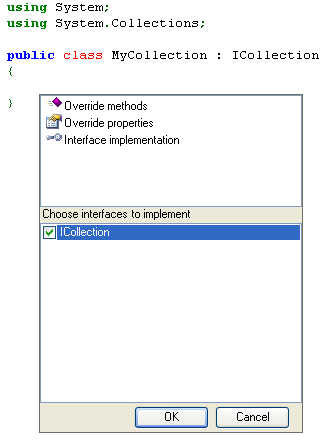 using System;
using System.Collections;
public class MyCollection : ICollection
{
}
Override methods
Override properties
Interface implementation
Choose interfaces to implement
ICollection
OK Cancel